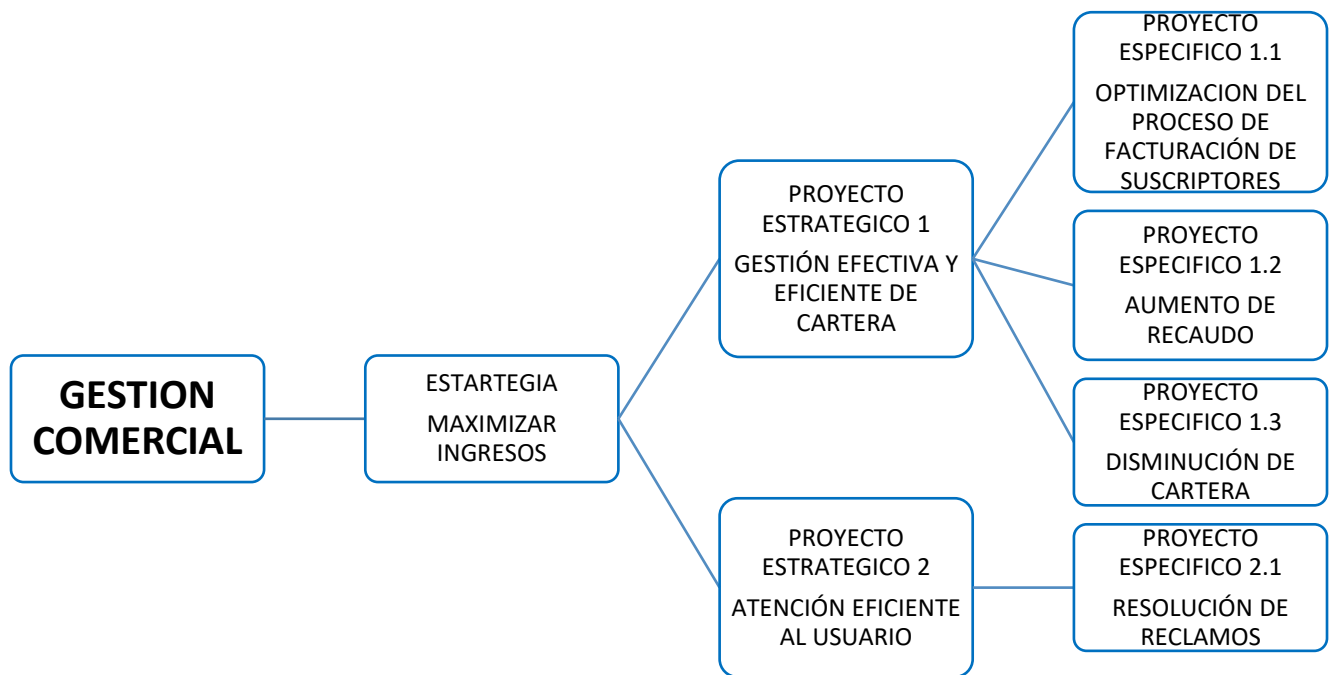 GESTION
COMERCIAL
ESTARTEGIA
MAXIMIZAR
INGRESOS
PROYECTO
ESTRATEGICO 1
GESTIÓN EFECTIVA Y
EFICIENTE DE
CARTERA
PROYECTO
ESPECIFICO 1.1
OPTIMIZACION DEL
PROCESO DE
FACTURACIÓN DE
SUSCRIPTORES
PROYECTO
ESPECIFICO 1.2
AUMENTO DE
RECAUDO
PROYECTO
ESPECIFICO 1.3
DISMINUCIÓN DE
CARTERA
PROYECTO
ESTRATEGICO 2
ATENCIÓN EFICIENTE
AL USUARIO
PROYECTO
ESPECIFICO 2.1
RESOLUCIÓN DE
RECLAMOS